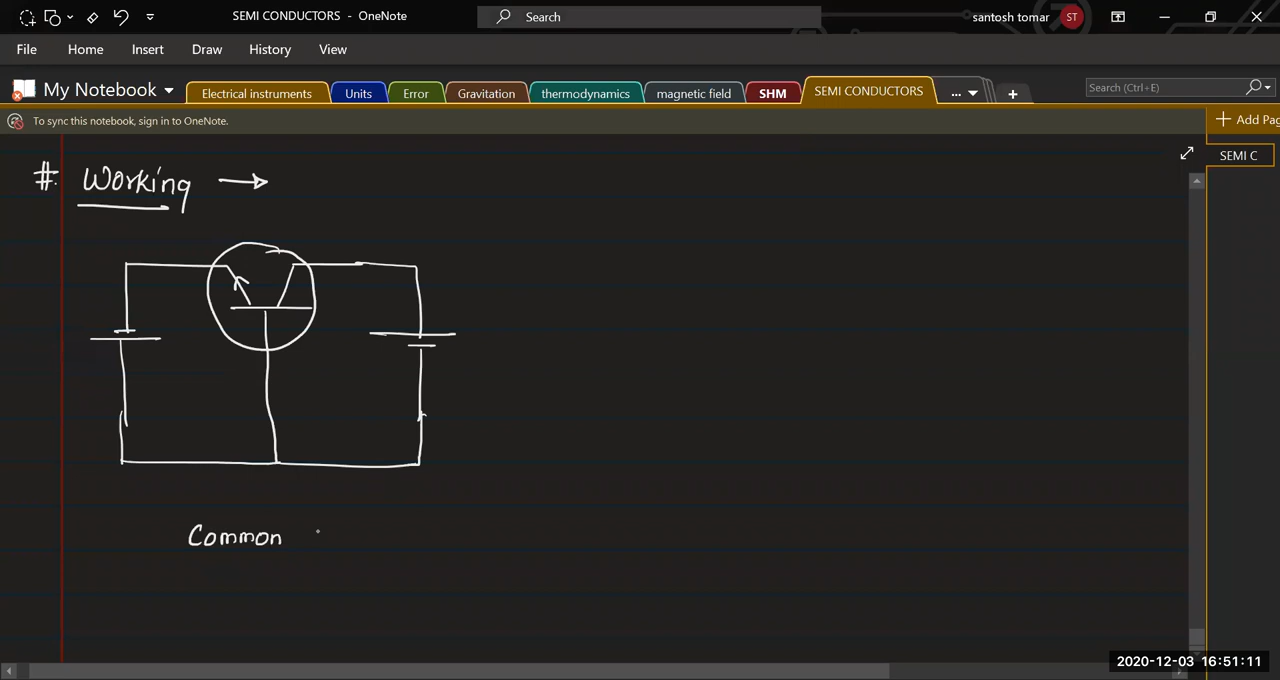 SEMI CONDUCTORS - OneNote
Search
santosh tomar
ST
File Home Insert Draw History View
My Notebook
Electrical instruments
Units
Error
Gravitation
thermodynamics
magnetic field
SHM
SEMI CONDUCTORS
...
Search (Ctrl+E)
To sync this notebook, sign in to OneNote.
Add Pag
SEMI C
# Working →
Common
2020-12-03 16:51:11